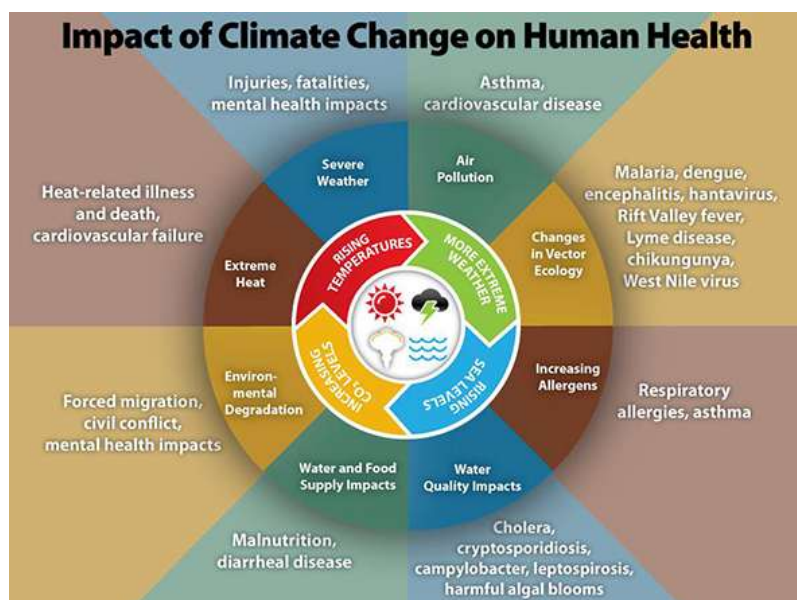 Impact of Climate Change on Human Health
Injuries, fatalities,
mental health impacts
Asthma,
cardiovascular disease
Severe
Weather
Air
Pollution
Heat-related illness
and death,
cardiovascular failure
Extreme
Heat
RISING
TEMPERATURES
MORE EXTREME
WEATHER
Changes
in Vector
Ecology
Malaria, dengue,
encephalitis, hantavirus,
Rift Valley fever,
Lyme disease,
chikungunya,
West Nile virus
Forced migration,
civil conflict,
mental health impacts
Environ-
mental
Degradation
INCREASING
CO₂ LEVELS
RISING
SEA LEVELS
Increasing
Allergens
Respiratory
allergies, asthma
Water and Food
Supply Impacts
Water
Quality Impacts
Malnutrition,
diarrheal disease
Cholera,
cryptosporidiosis,
campylobacter, leptospirosis,
harmful algal blooms